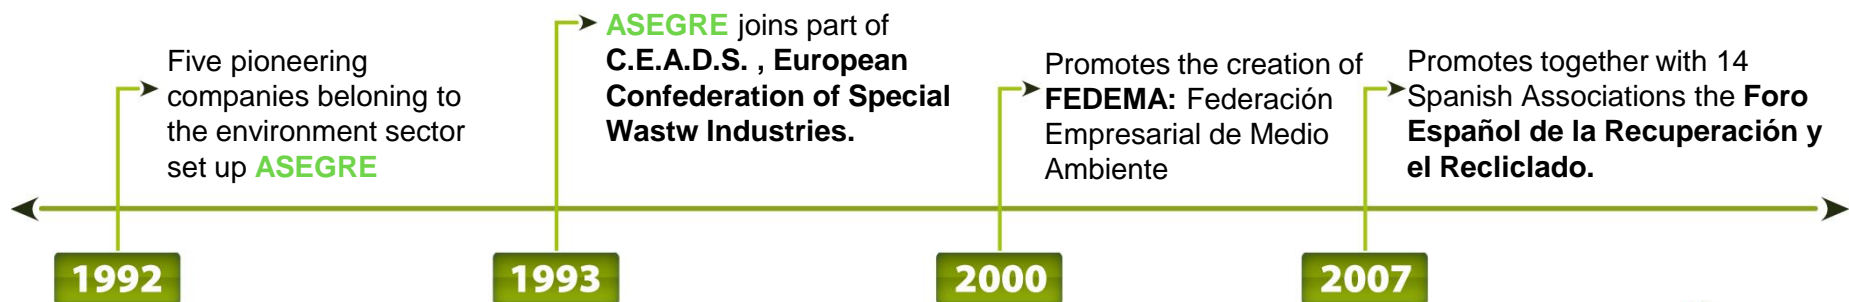 Five pioneering
companies beloning to
the environment sector
set up ASEGRE
ASEGRE joins part of
C.E.A.D.S. , European
Confederation of Special
Wastw Industries.
Promotes the creation of
FEDEMA: Federación
Empresarial de Medio
Ambiente
Promotes together with 14
Spanish Associations the Foro
Español de la Recuperación y
el Recliclado.
1992
1993
2000
2007